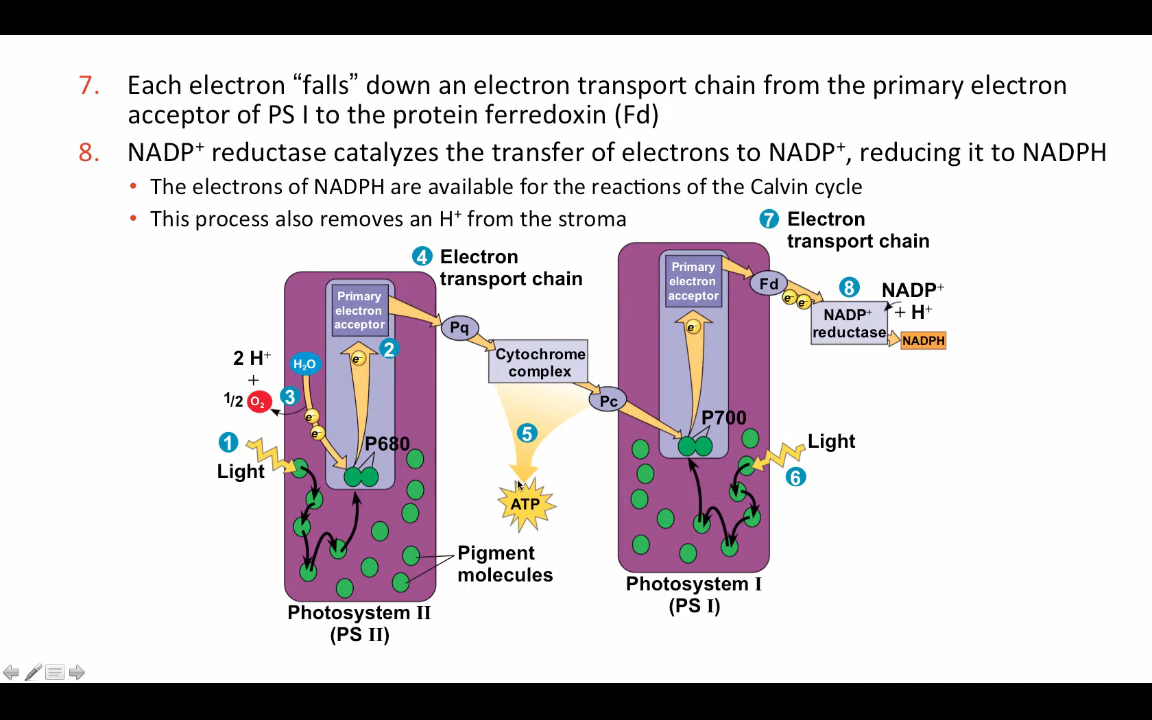 7. Each electron “falls” down an electron transport chain from the primary electron
acceptor of PS I to the protein ferredoxin (Fd)
8. NADP⁺ reductase catalyzes the transfer of electrons to NADP⁺, reducing it to NADPH
• The electrons of NADPH are available for the reactions of the Calvin cycle
• This process also removes an H⁺ from the stroma
7 Electron
transport chain
4 Electron
transport chain
Primary
electron
acceptor
Fd
e⁻ e⁻
8
NADP⁺
+ H⁺
NADP⁺
reductase
NADPH
Primary
electron
acceptor
2
e⁻
Pq
Cytochrome
complex
Pc
e⁻
2 H⁺
+
1/2 O₂
H₂O
3
e⁻
e⁻
P680
P700
1
Light
5
ATP
Light
6
Pigment
molecules
Photosystem II
(PS II)
Photosystem I
(PS I)